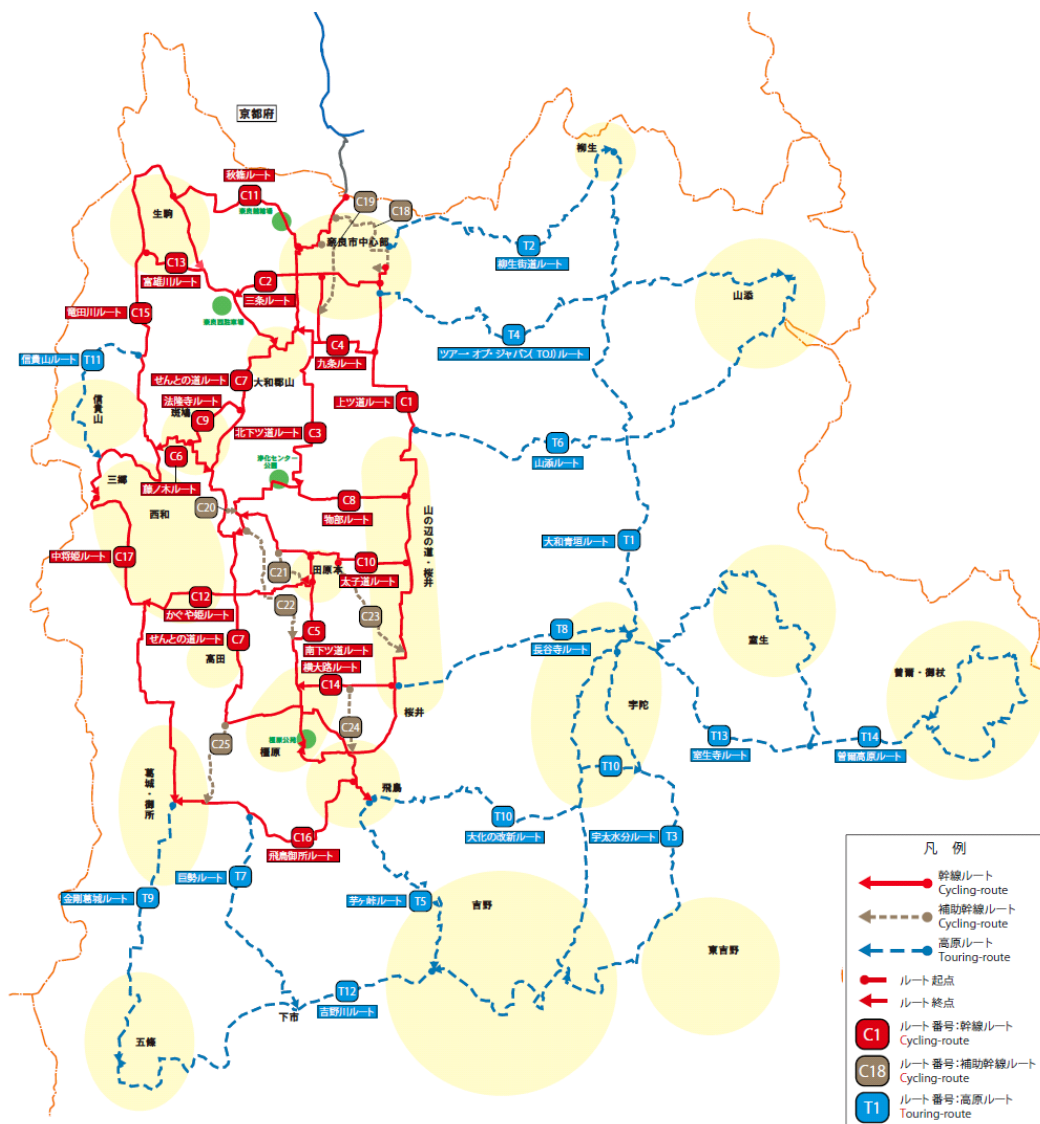 京都府
柳生
秋篠ルート
C11
C19
C18
生駒
奈良市中心部
T2
柳生街道ルート
C13
富雄川ルート
C2
三条ルート
山添
竜田川ルート
C15
T4
ツアー・オブ・ジャパン(TOJ)ルート
信貴山ルート
T11
C4
九条ルート
せんとの道ルート
C7
大和郡山
法隆寺ルート
上ツ道ルート
C1
信貴山
斑鳩
C9
北下ツ道ルート
C3
T6
山添ルート
C6
浄化センター
公園
三郷
藤ノ木ルート
西和
C20
C8
物部ルート
山の辺の道・桜井
大和青垣ルート
T1
中将姫ルート
C17
C21
田原本
C10
太子道ルート
C12
かぐや姫ルート
C22
C23
せんとの道ルート
C7
C5
南下ツ道ルート
T8
長谷寺ルート
室生
高田
横大路ルート
C14
曽爾・御杖
桜井
宇陀
C25
橿原
C24
T13
室生寺ルート
T14
曽爾高原ルート
葛城・御所
飛鳥
T10
T10
大化の改新ルート
宇太水分ルート
T3
C16
飛鳥御所ルート
巨勢ルート
T7
金剛葛城ルート
T9
芋ヶ峠ルート
T5
吉野
東吉野
T12
吉野川ルート
下市
五條
凡 例
幹線ルート
Cycling-route
補助幹線ルート
Cycling-route
高原ルート
Touring-route
ルート起点
ルート終点
C1
ルート番号:幹線ルート
Cycling-route
C18
ルート番号:補助幹線ルート
Cycling-route
T1
ルート番号:高原ルート
Touring-route